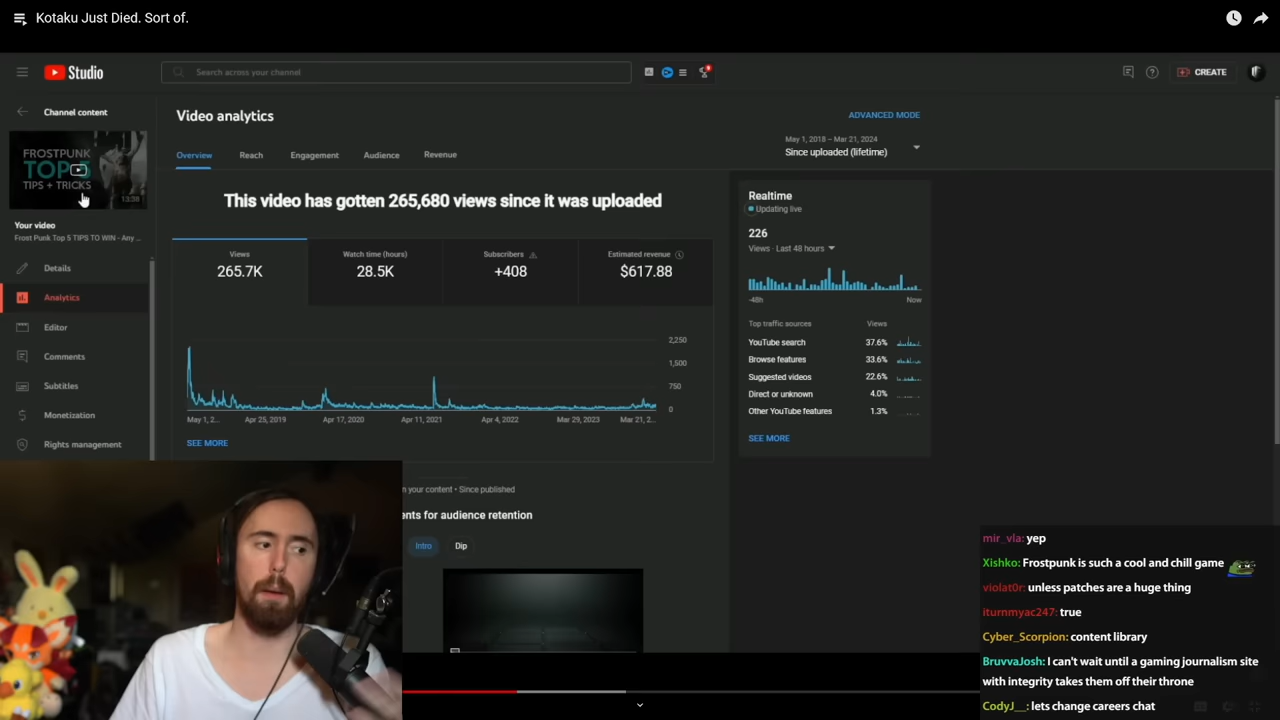 Kotaku Just Died. Sort of.
Studio
Search across your channel
CREATE
Channel content
FROSTPUNK
TOP 5
TIPS + TRICKS
13:38
Your video
Frost Punk Top 5 TIPS TO WIN - Any ...
Details
Analytics
Editor
Comments
Subtitles
Monetization
Rights management
Video analytics
ADVANCED MODE
May 1, 2018 – Mar 21, 2024
Since uploaded (lifetime)
Overview
Reach
Engagement
Audience
Revenue
This video has gotten 265,680 views since it was uploaded
Views
265.7K
Watch time (hours)
28.5K
Subscribers
+408
Estimated revenue
$617.88
2,250
1,500
750
0
May 1, 2...
Apr 25, 2019
Apr 17, 2020
Apr 11, 2021
Apr 4, 2022
Mar 29, 2023
Mar 21, 2...
SEE MORE
Realtime
Updating live
226
Views · Last 48 hours
-48h
Now
Top traffic sources
Views
YouTube search
37.6%
Browse features
33.6%
Suggested videos
22.6%
Direct or unknown
4.0%
Other YouTube features
1.3%
SEE MORE
n your content • Since published
ents for audience retention
Intro
Dip
mir_vla: yep
Xishko: Frostpunk is such a cool and chill game
violat0r: unless patches are a huge thing
iturnmyac247: true
Cyber_Scorpion: content library
BruvvaJosh: I can't wait until a gaming journalism site
with integrity takes them off their throne
CodyJ__: lets change careers chat